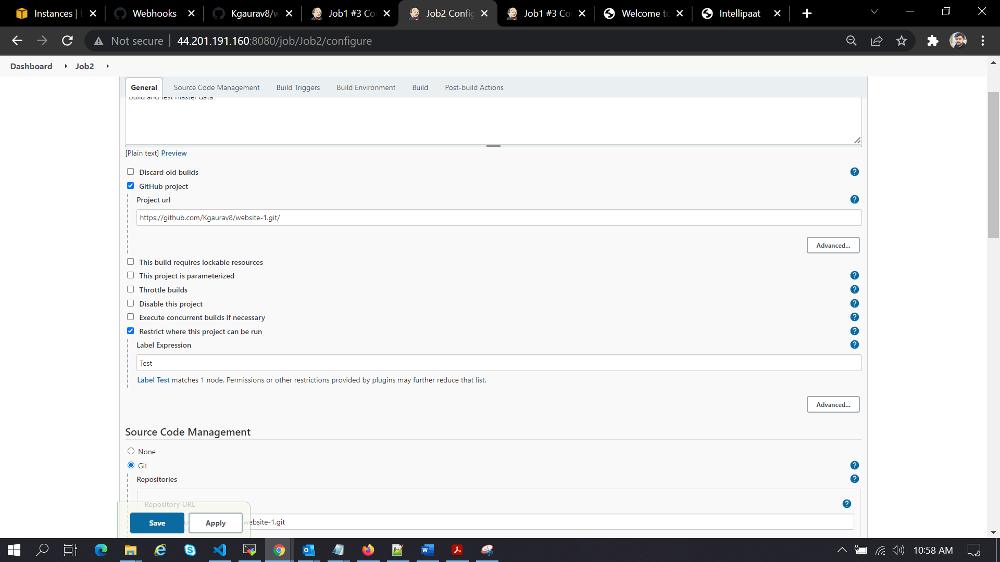 Instances |
Webhooks
Kgaurav8/w
Job1 #3 Co
Job2 Config
Job1 #3 Co
Welcome to
Intellipaat
Not secure
44.201.191.160:8080/job/Job2/configure
Dashboard
Job2
General
Source Code Management
Build Triggers
Build Environment
Build
Post-build Actions
build and test master data
[Plain text] Preview
Discard old builds
GitHub project
Project url
https://github.com/Kgaurav8/website-1.git/
Advanced...
This build requires lockable resources
This project is parameterized
Throttle builds
Disable this project
Execute concurrent builds if necessary
Restrict where this project can be run
Label Expression
Test
Label Test matches 1 node. Permissions or other restrictions provided by plugins may further reduce that list.
Advanced...
Source Code Management
None
Git
Repositories
Repository URL
website-1.git
Save
Apply
10:58 AM